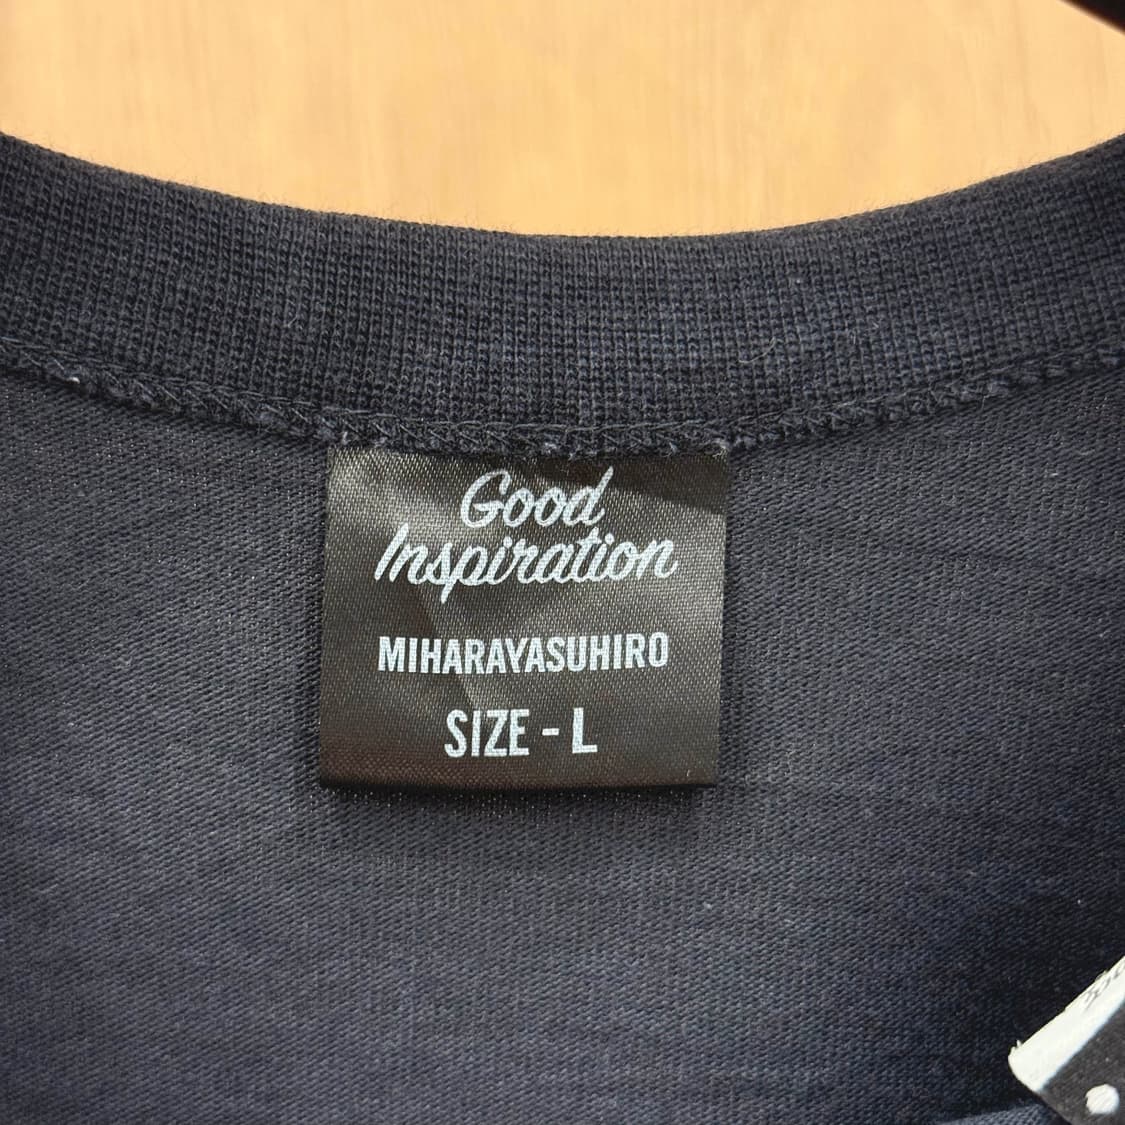 Good
Inspiration
MIHARAYASUHIRO
SIZE - L